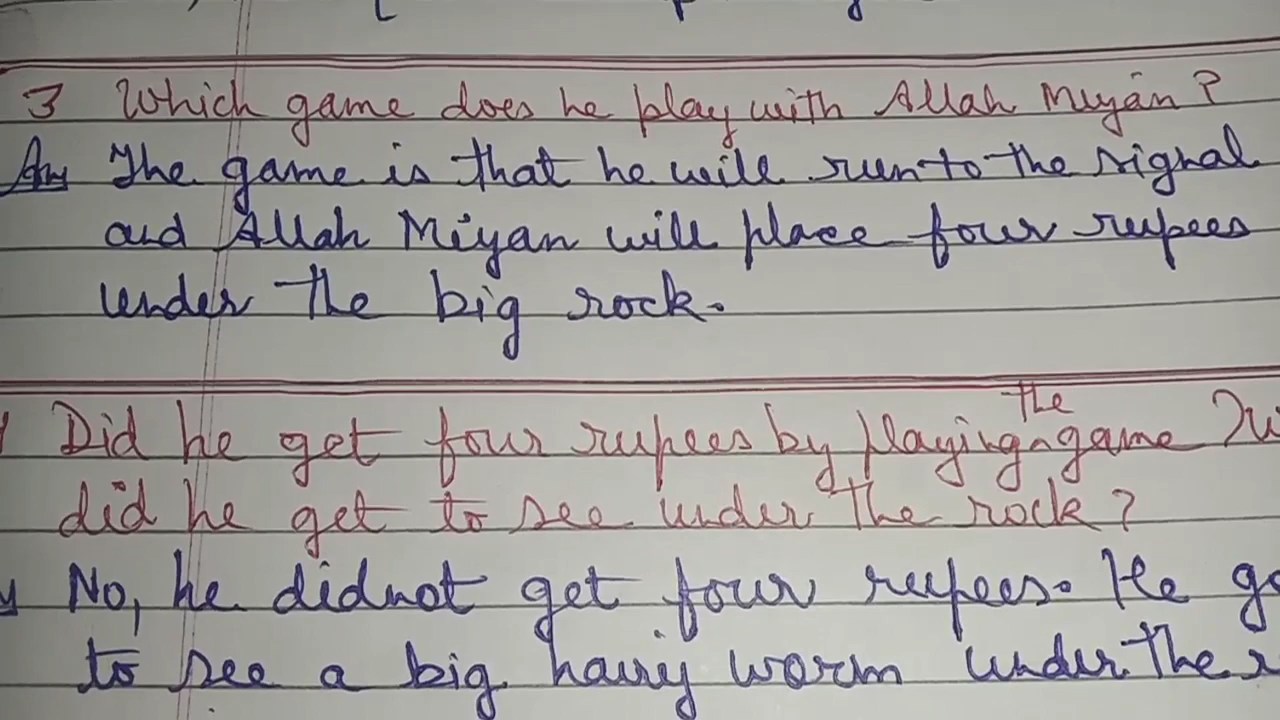 3 Which game does he play with Allah Miyan?
Ans The game is that he will run to the signal
and Allah Miyan will place four rupees
under the big rock.
the
Did he get four rupees by playing game?
did he get to see under the rock?
No, he didnot get four rupees. He
to see a big hairy worm under the